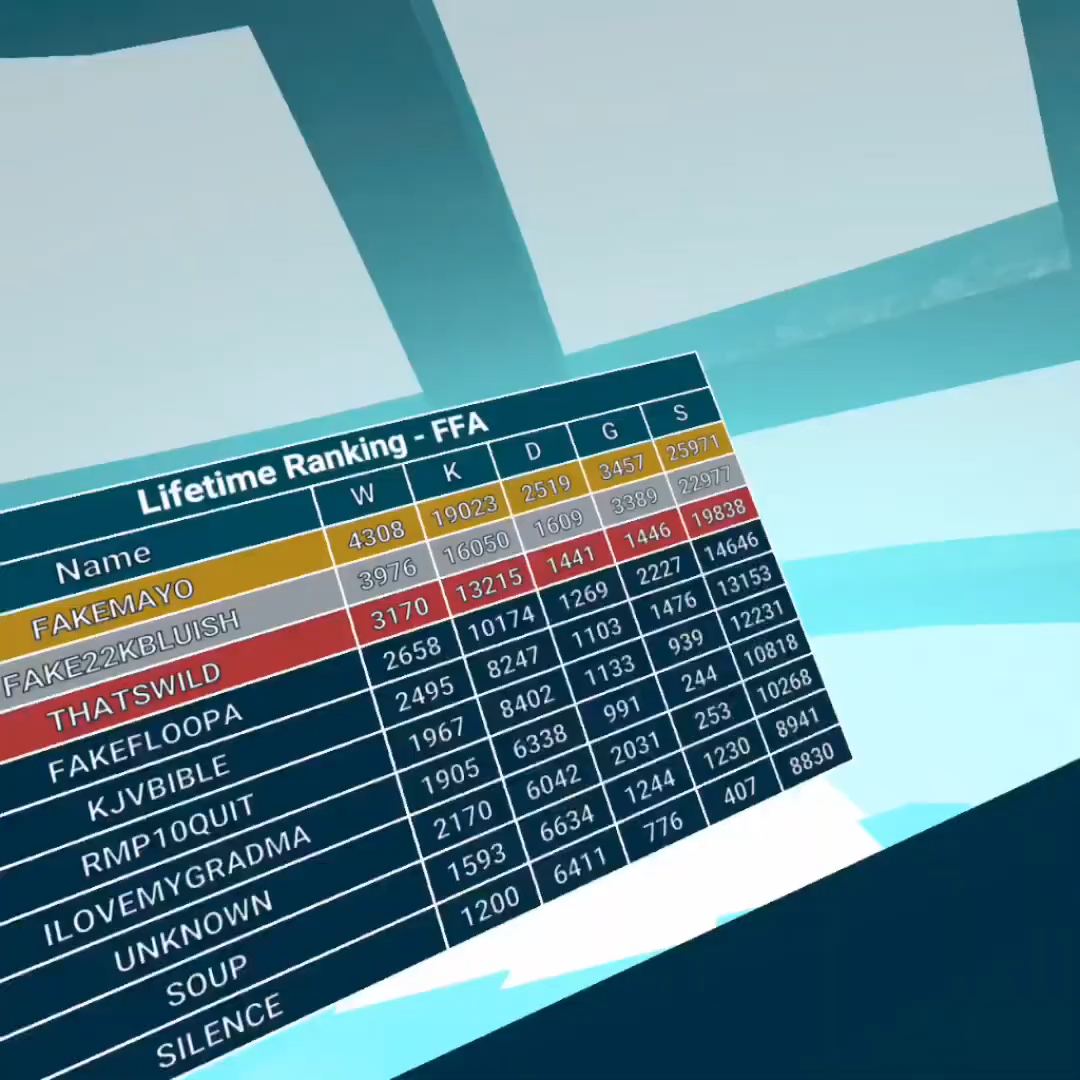 Lifetime Ranking - FFA
Name W K D G S
FAKEMAYO 4308 19023 2519 3457 25971
FAKE22KBLUISH 3976 16050 1609 3389 22977
THATSWILD 3170 13215 1441 1446 19838
FAKEFLOOPA 2658 10174 1269 2227 14646
KJVBIBLE 2495 8247 1103 1476 13153
RMP10QUIT 1967 8402 1133 939 12231
ILOVEMYGRADMA 1905 6338 991 244 10818
UNKNOWN 2170 6042 2031 253 10268
SOUP 1593 6634 1244 1230 8941
SILENCE 1200 6411 776 407 8830